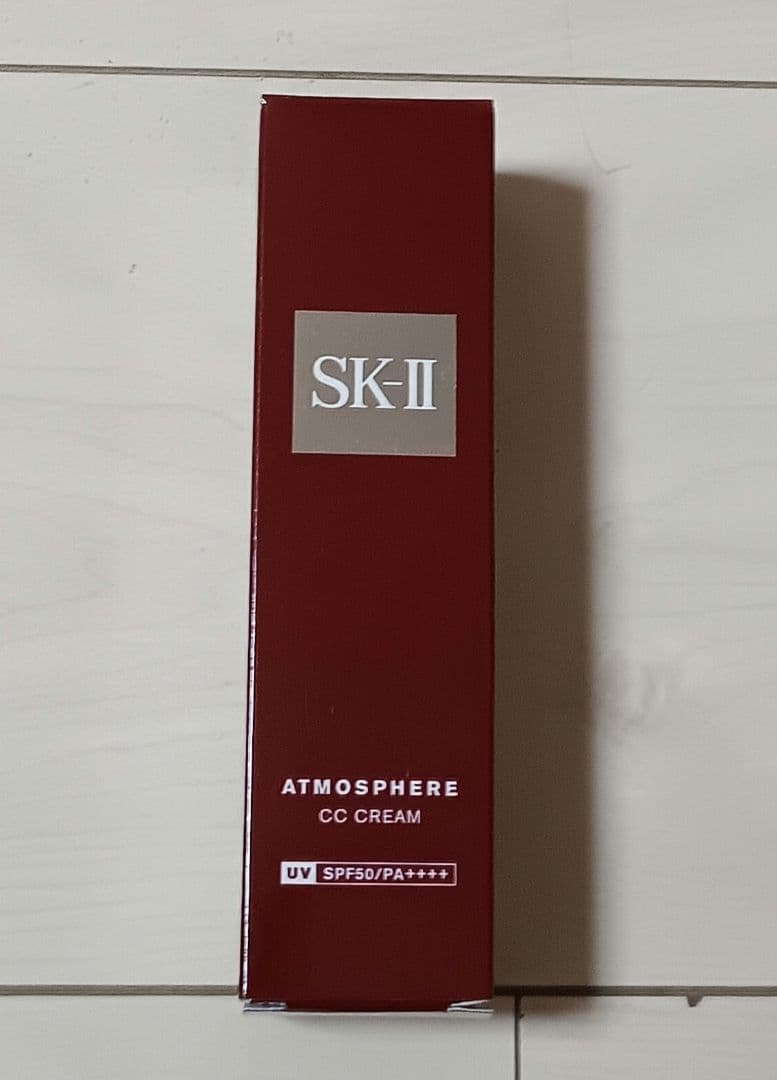 SK-II
ATMOSPHERE
CC CREAM
UV SPF50/PA++++